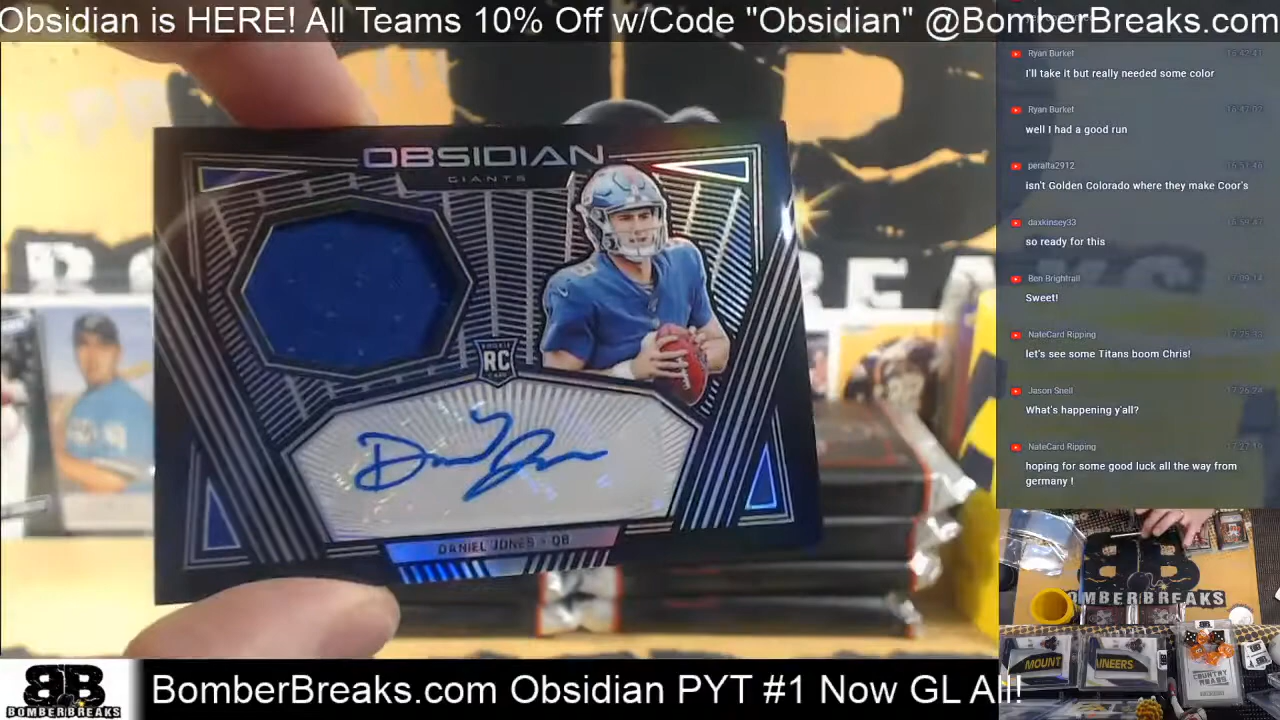 Obsidian is HERE! All Teams 10% Off w/Code "Obsidian" @BomberBreaks.com
Ryan Burket
I'll take it but really needed some color
Ryan Burket
well I had a good run
peralta2912
isn't Golden Colorado where they make Coor's
daxkinsey33
so ready for this
Ben Brightrall
Sweet!
NateCard Ripping
let's see some Titans boom Chris!
Jason Snell
What's happening y'all?
NateCard Ripping
hoping for some good luck all the way from
germany !
OBSIDIAN
GIANTS
RC
DANIEL JONES • QB
BOMBERBREAKS
MOUNT
AINEERS
COUNTRY
ROADS
BB
BOMBERBREAKS
BomberBreaks.com Obsidian PYT #1 Now GL All!